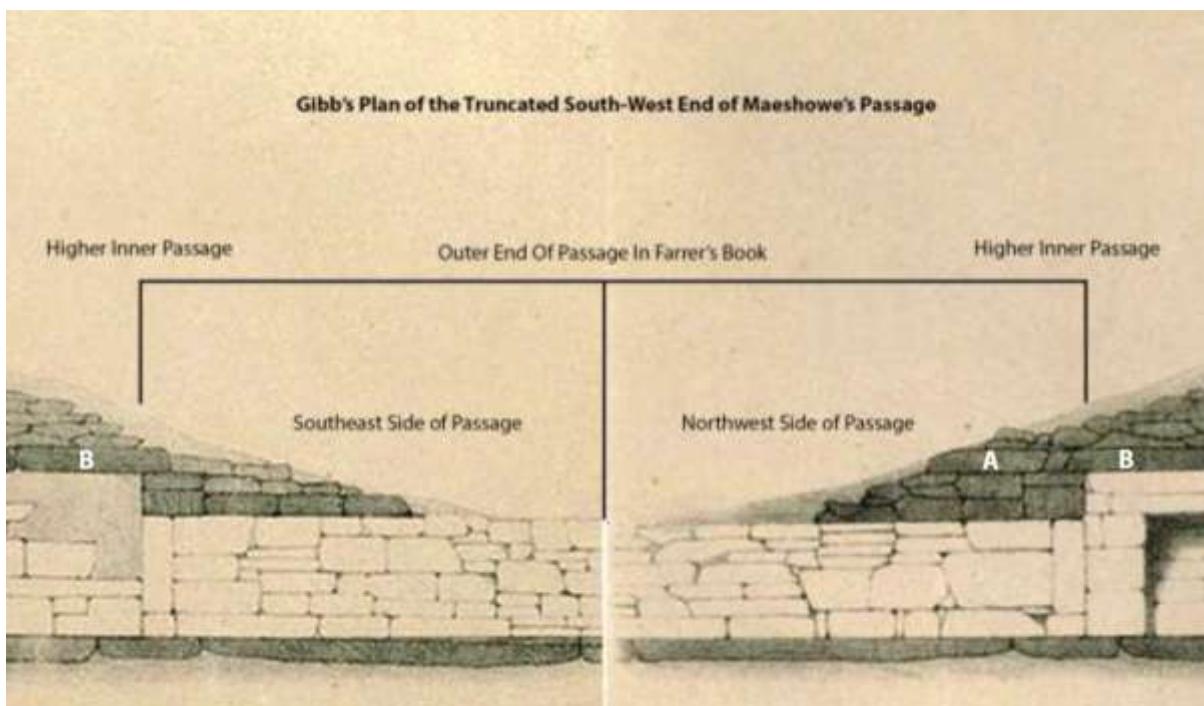 Gibb's Plan of the Truncated South-West End of Maeshowe's Passage
Higher Inner Passage
Outer End Of Passage In Farrer's Book
Higher Inner Passage
Southeast Side of Passage
Northwest Side of Passage
B
A
B